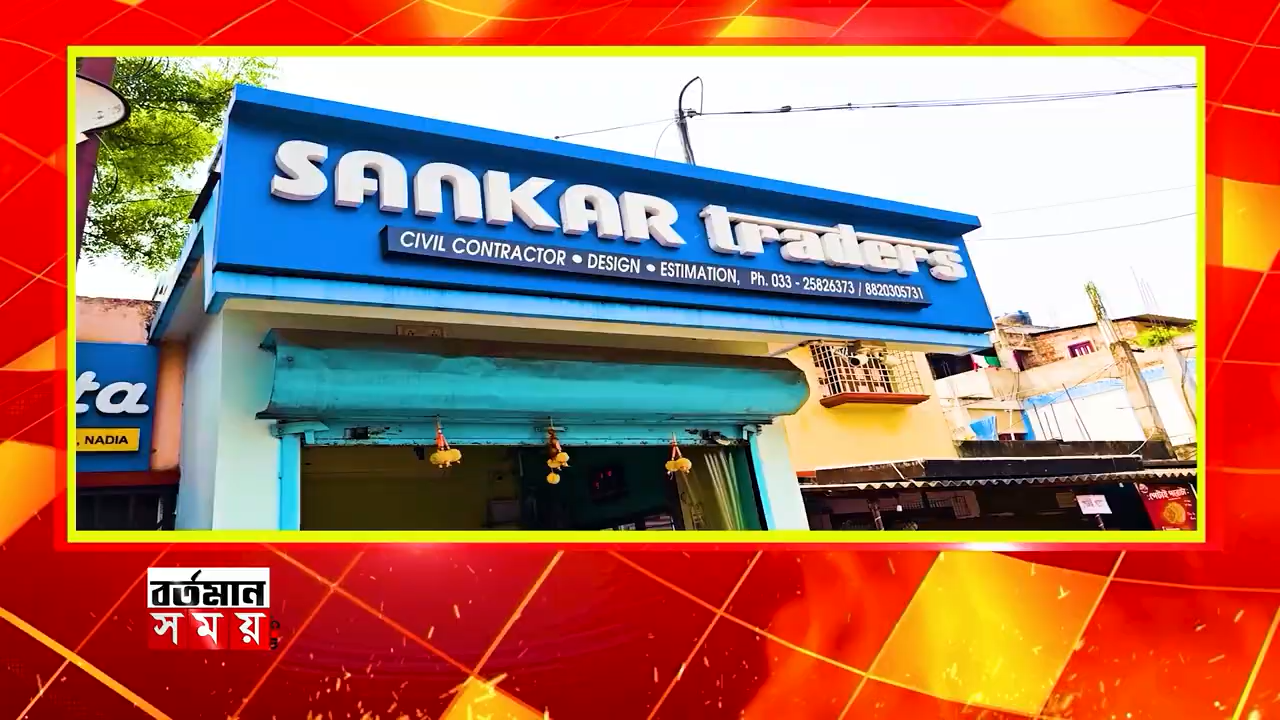 SANKAR traders
CIVIL CONTRACTOR • DESIGN • ESTIMATION, Ph. 033 - 25826373 / 8820305731
ta
, NADIA
বর্তমান
সময়